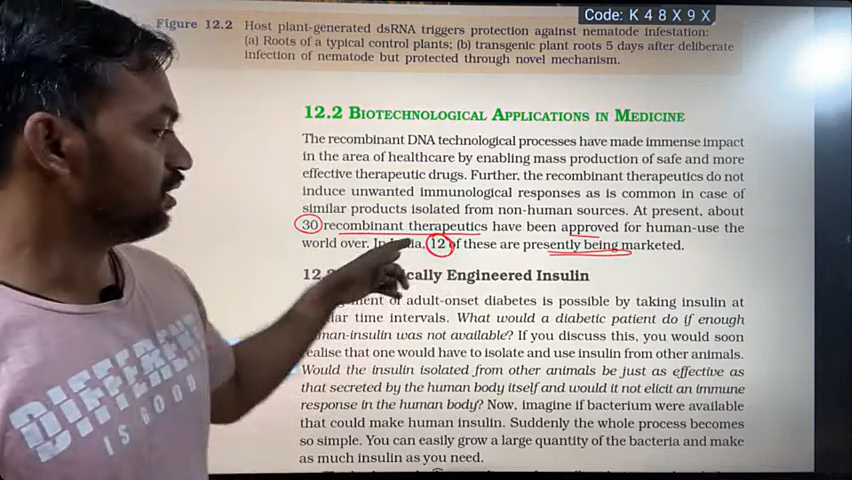 Code: K 4 8 X 9 X
Figure 12.2 Host plant-generated dsRNA triggers protection against nematode infestation:
(a) Roots of a typical control plants; (b) transgenic plant roots 5 days after deliberate
infection of nematode but protected through novel mechanism.
12.2 BIOTECHNOLOGICAL APPLICATIONS IN MEDICINE
The recombinant DNA technological processes have made immense impact
in the area of healthcare by enabling mass production of safe and more
effective therapeutic drugs. Further, the recombinant therapeutics do not
induce unwanted immunological responses as is common in case of
similar products isolated from non-human sources. At present, about
30 recombinant therapeutics have been approved for human-use the
world over. In 12 of these are presently being marketed.
12. cally Engineered Insulin
of adult-onset diabetes is possible by taking insulin at
time intervals. What would a diabetic patient do if enough
man-insulin was not available? If you discuss this, you would soon
ealise that one would have to isolate and use insulin from other animals.
Would the insulin isolated from other animals be just as effective as
that secreted by the human body itself and would it not elicit an immune
response in the human body? Now, imagine if bacterium were available
that could make human insulin. Suddenly the whole process becomes
so simple. You can easily grow a large quantity of the bacteria and make
as much insulin as you need.
DIFFERENT
DIFFERENT
IS GOOD